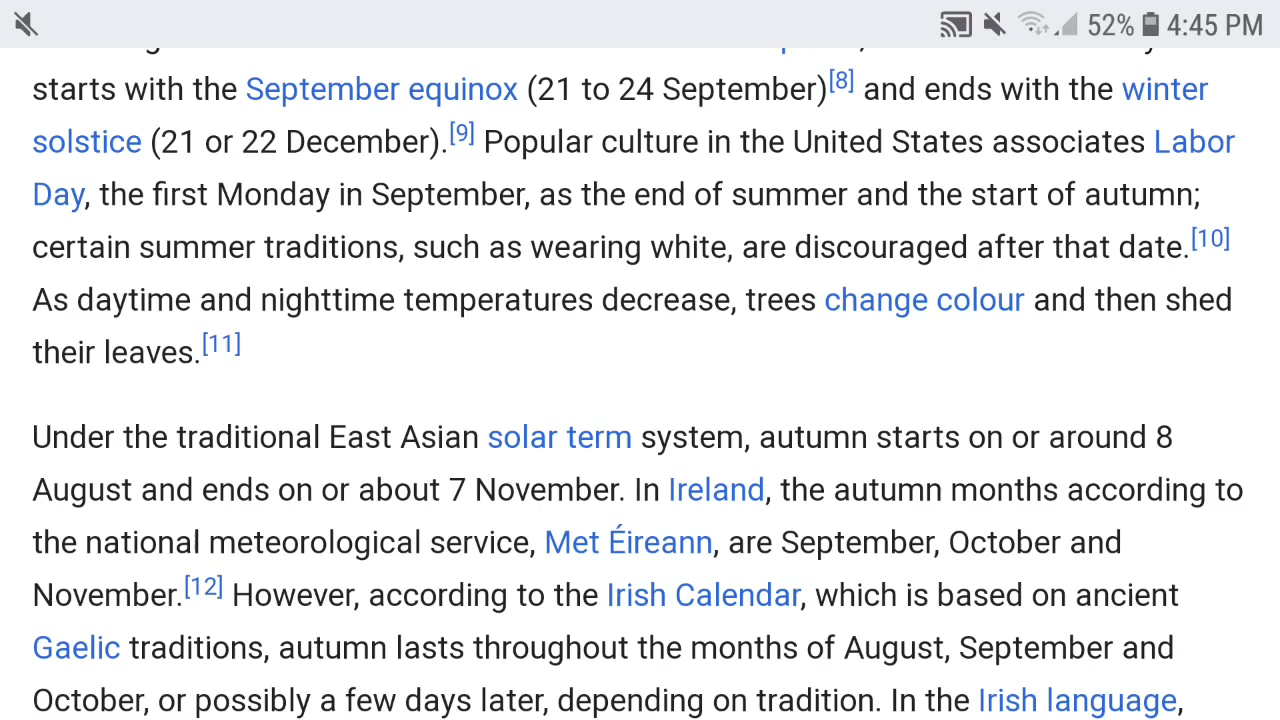 52% 4:45 PM
starts with the September equinox (21 to 24 September)[8] and ends with the winter
solstice (21 or 22 December).[9] Popular culture in the United States associates Labor
Day, the first Monday in September, as the end of summer and the start of autumn;
certain summer traditions, such as wearing white, are discouraged after that date.[10]
As daytime and nighttime temperatures decrease, trees change colour and then shed
their leaves.[11]
Under the traditional East Asian solar term system, autumn starts on or around 8
August and ends on or about 7 November. In Ireland, the autumn months according to
the national meteorological service, Met Éireann, are September, October and
November.[12] However, according to the Irish Calendar, which is based on ancient
Gaelic traditions, autumn lasts throughout the months of August, September and
October, or possibly a few days later, depending on tradition. In the Irish language,